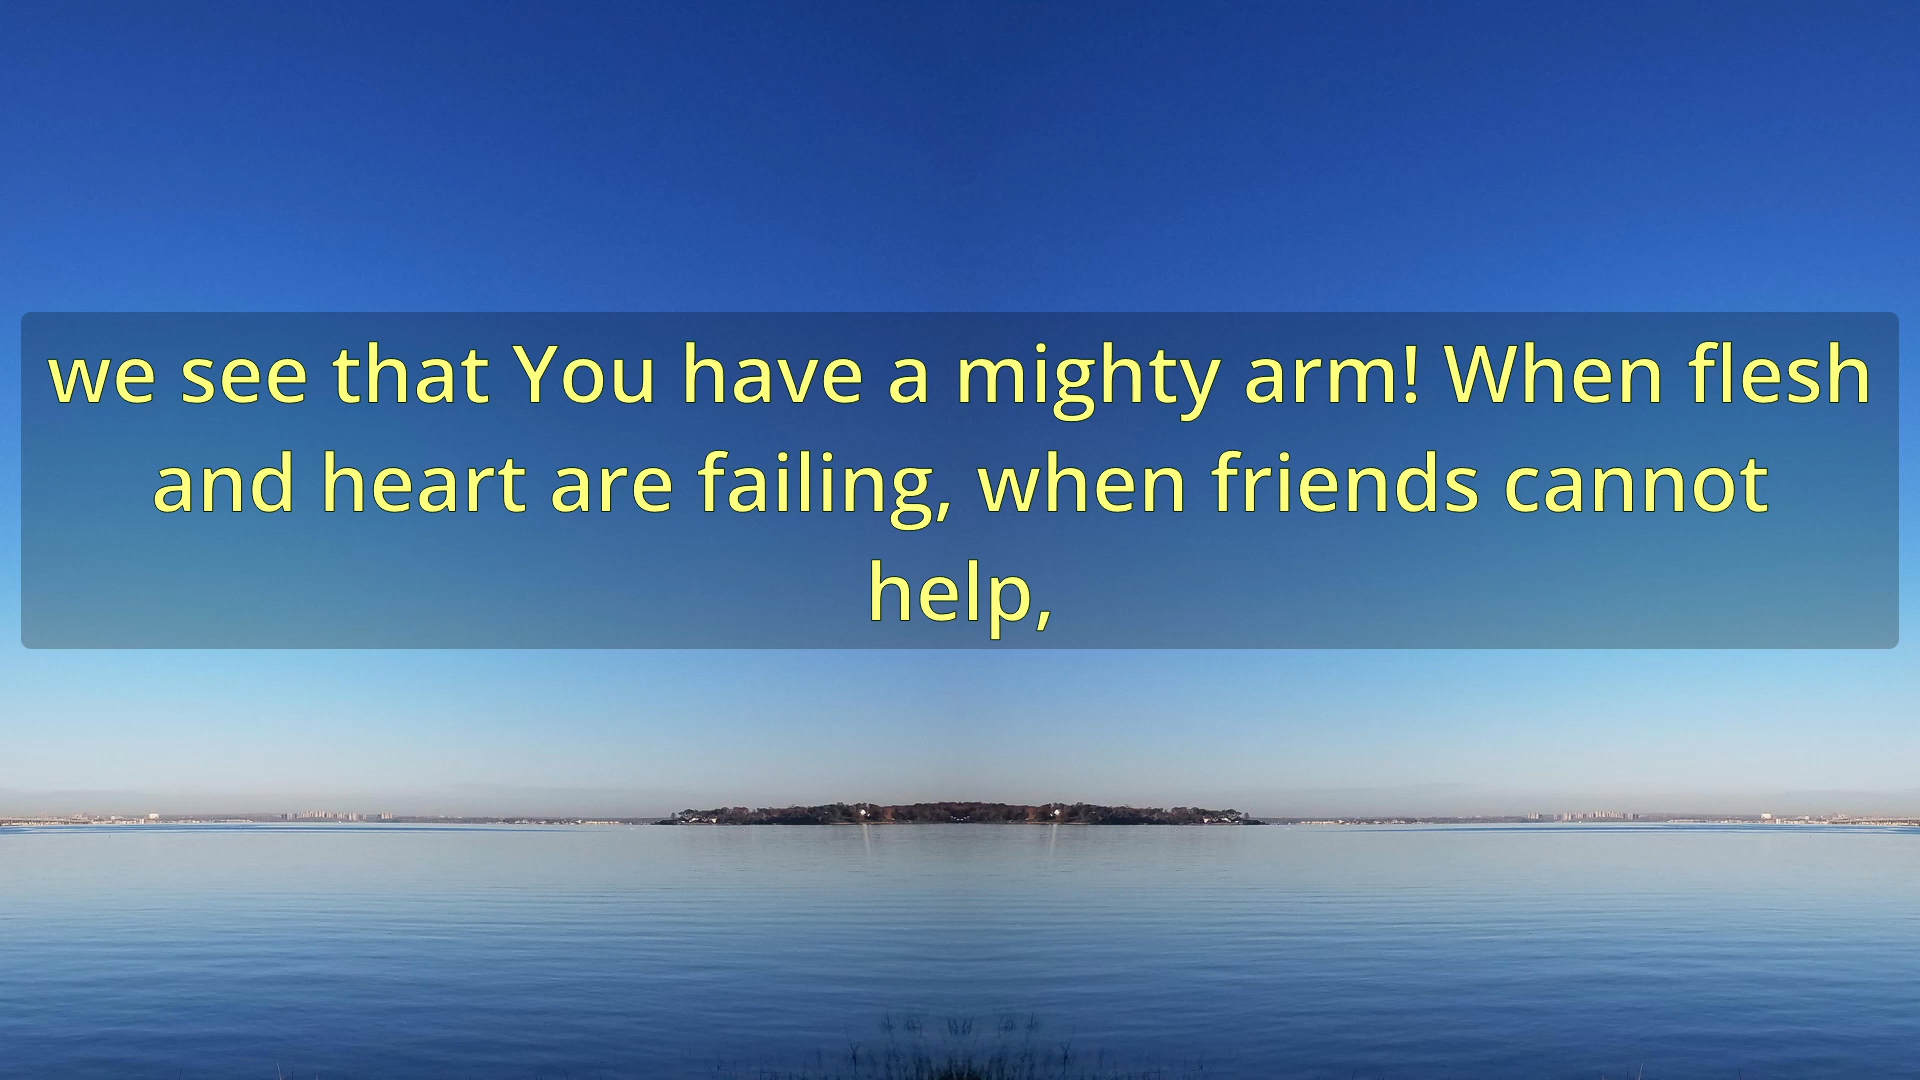 we see that You have a mighty arm! When flesh
and heart are failing, when friends cannot
help,